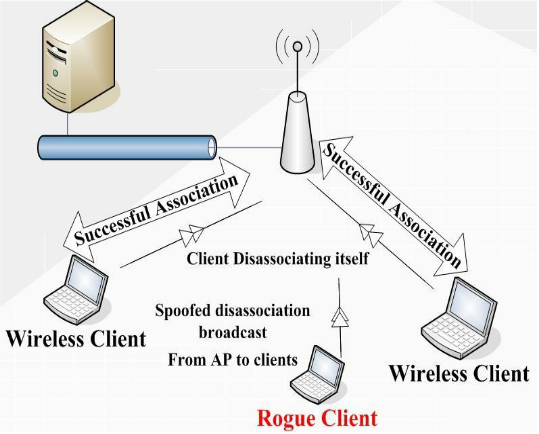 Successful Association
Successful Association
Client Disassociating itself
Spoofed disassociation
broadcast
From AP to clients
Wireless Client
Wireless Client
Rogue Client